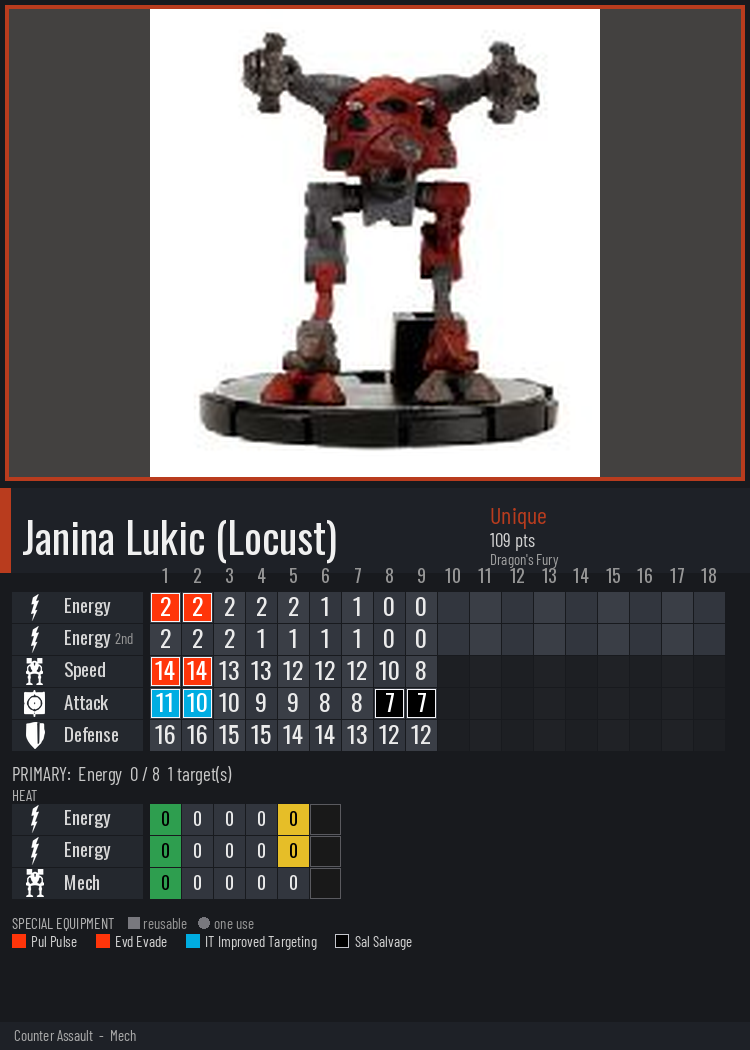 Janina Lukic (Locust)
Unique
109 pts
Dragon's Fury
1 2 3 4 5 6 7 8 9 10 11 12 13 14 15 16 17 18
Energy 2 2 2 2 2 1 1 0 0
Energy 2nd 2 2 2 1 1 1 1 0 0
Speed 14 14 13 13 12 12 12 10 8
Attack 11 10 10 9 9 8 8 7 7
Defense 16 16 15 15 14 14 13 12 12
PRIMARY: Energy 0 / 8 1 target(s)
HEAT
Energy 0 0 0 0 0
Energy 0 0 0 0 0
Mech 0 0 0 0 0
SPECIAL EQUIPMENT reusable one use
Pul Pulse Evd Evade IT Improved Targeting Sal Salvage
Counter Assault - Mech